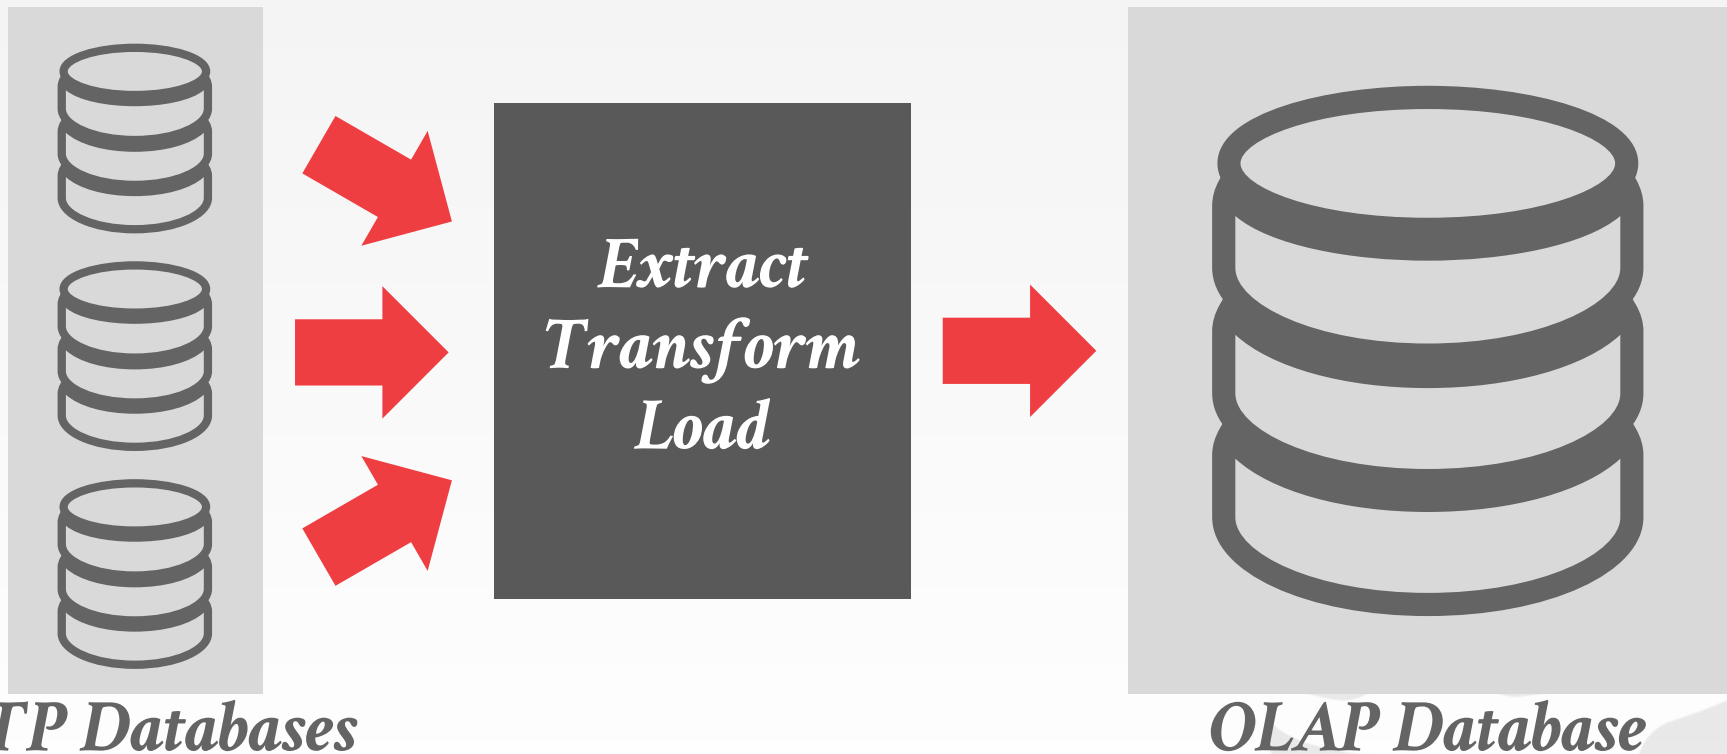 Extract
Transform
Load
TP Databases
OLAP Database